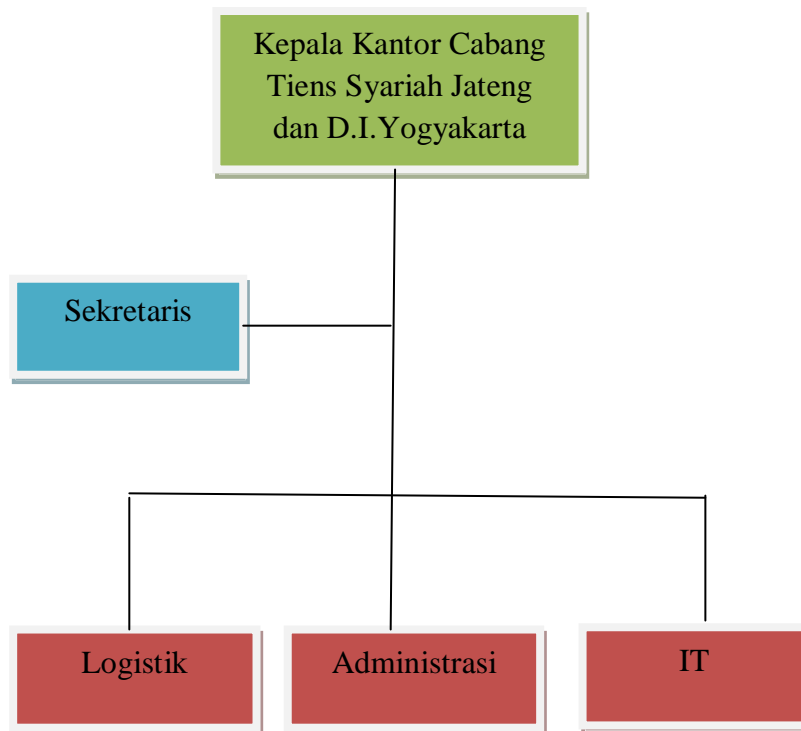 Kepala Kantor Cabang
Tiens Syariah Jateng
dan D.I.Yogyakarta
Sekretaris
Logistik
Administrasi
IT